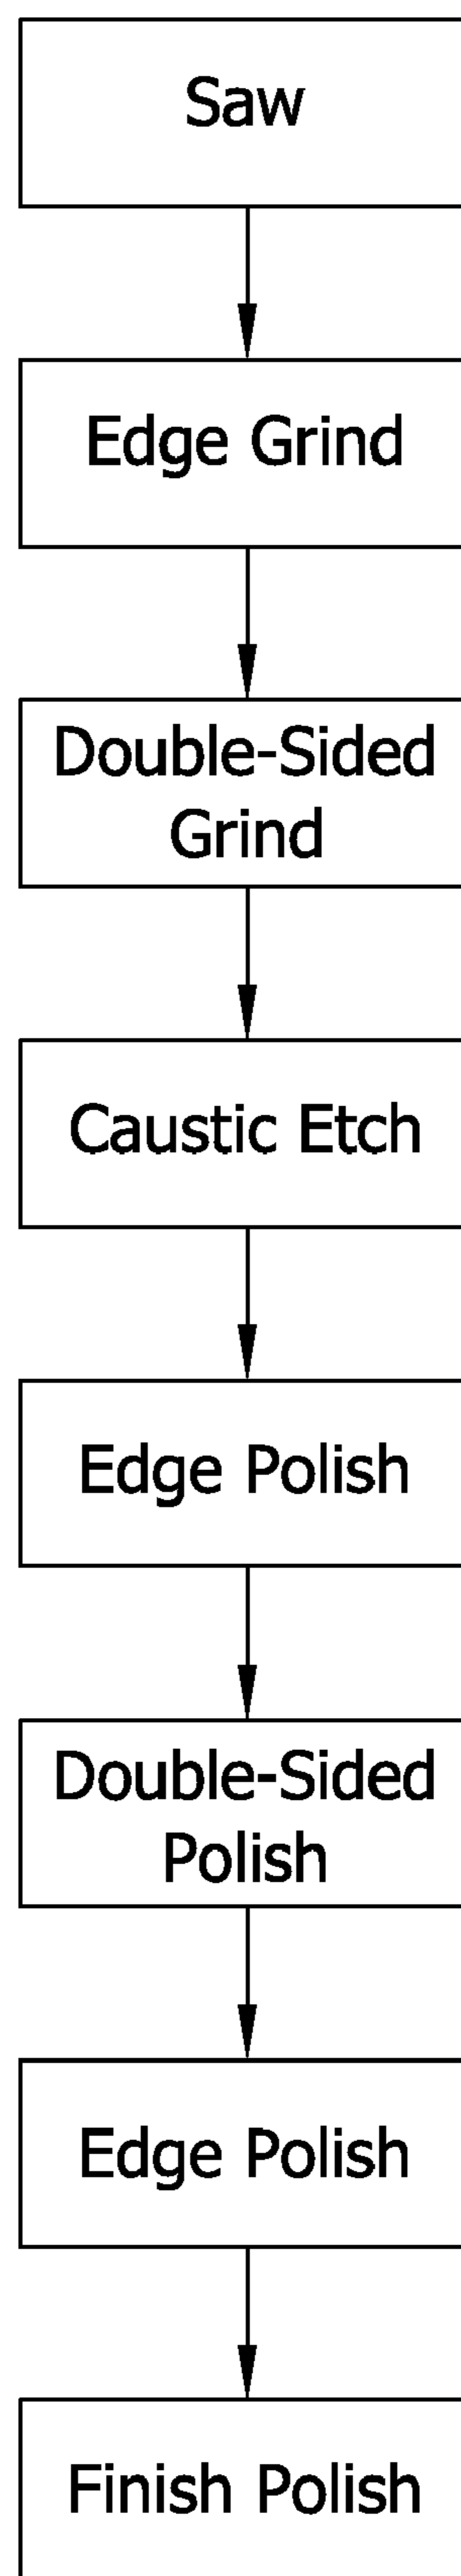 Saw
Edge Grind
Double-Sided
Grind
Caustic Etch
Edge Polish
Double-Sided
Polish
Edge Polish
Finish Polish